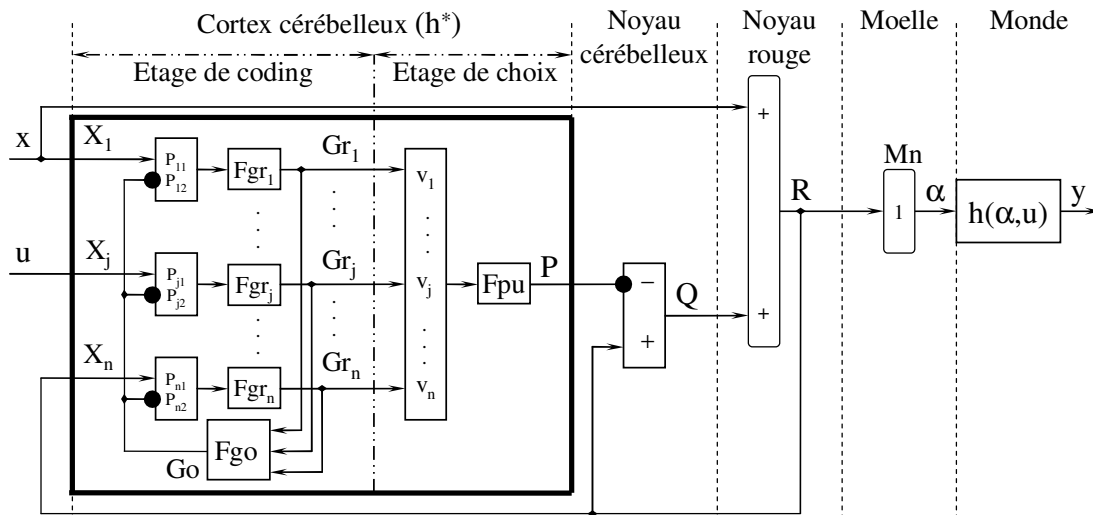 Cortex cérébelleux (h*)
Noyau cérébelleux
Noyau rouge
Moelle
Monde
Etage de coding
Etage de choix
x
X1
P11
P12
Fgr1
Gr1
v1
+
Mn
R
1
α
h(α,u)
y
u
Xj
Pj1
Pj2
Fgrj
Grj
vj
Fpu
P
−
+
Q
+
Xn
Pn1
Pn2
Fgrn
Grn
vn
Fgo
Go